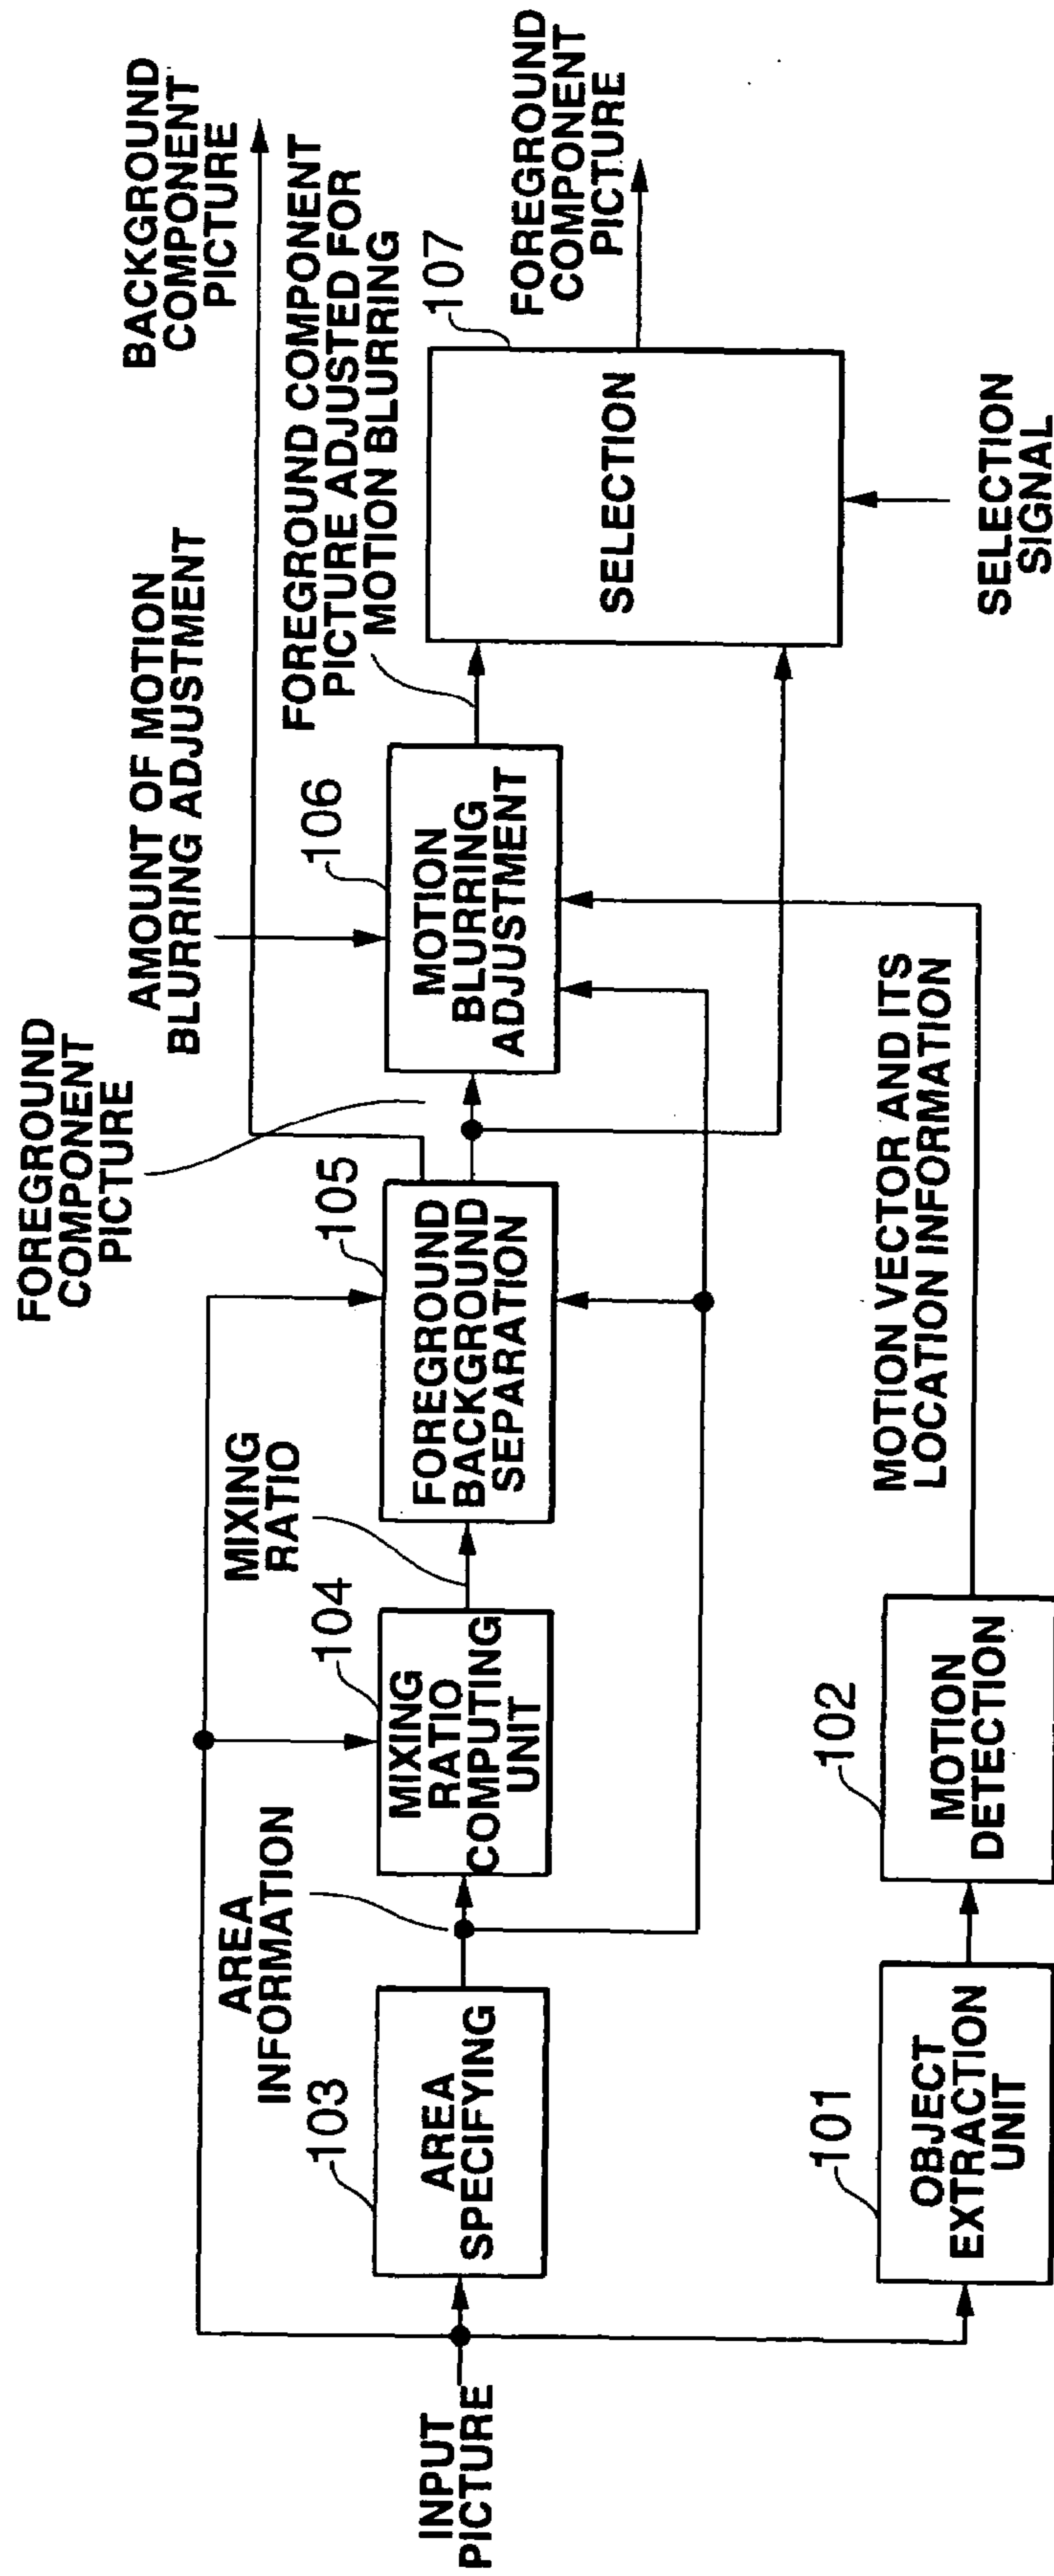 INPUT
PICTURE
103
AREA
SPECIFYING
AREA
INFORMATION
104
MIXING
RATIO
COMPUTING
UNIT
MIXING
RATIO
105
FOREGROUND
BACKGROUND
SEPARATION
FOREGROUND
COMPONENT
PICTURE
AMOUNT OF MOTION
BLURRING ADJUSTMENT
106
MOTION
BLURRING
ADJUSTMENT
BACKGROUND
COMPONENT
PICTURE
FOREGROUND COMPONENT
PICTURE ADJUSTED FOR
MOTION BLURRING
107
SELECTION
FOREGROUND
COMPONENT
PICTURE
SELECTION
SIGNAL
101
OBJECT
EXTRACTION
UNIT
102
MOTION
DETECTION
MOTION VECTOR AND ITS
LOCATION INFORMATION